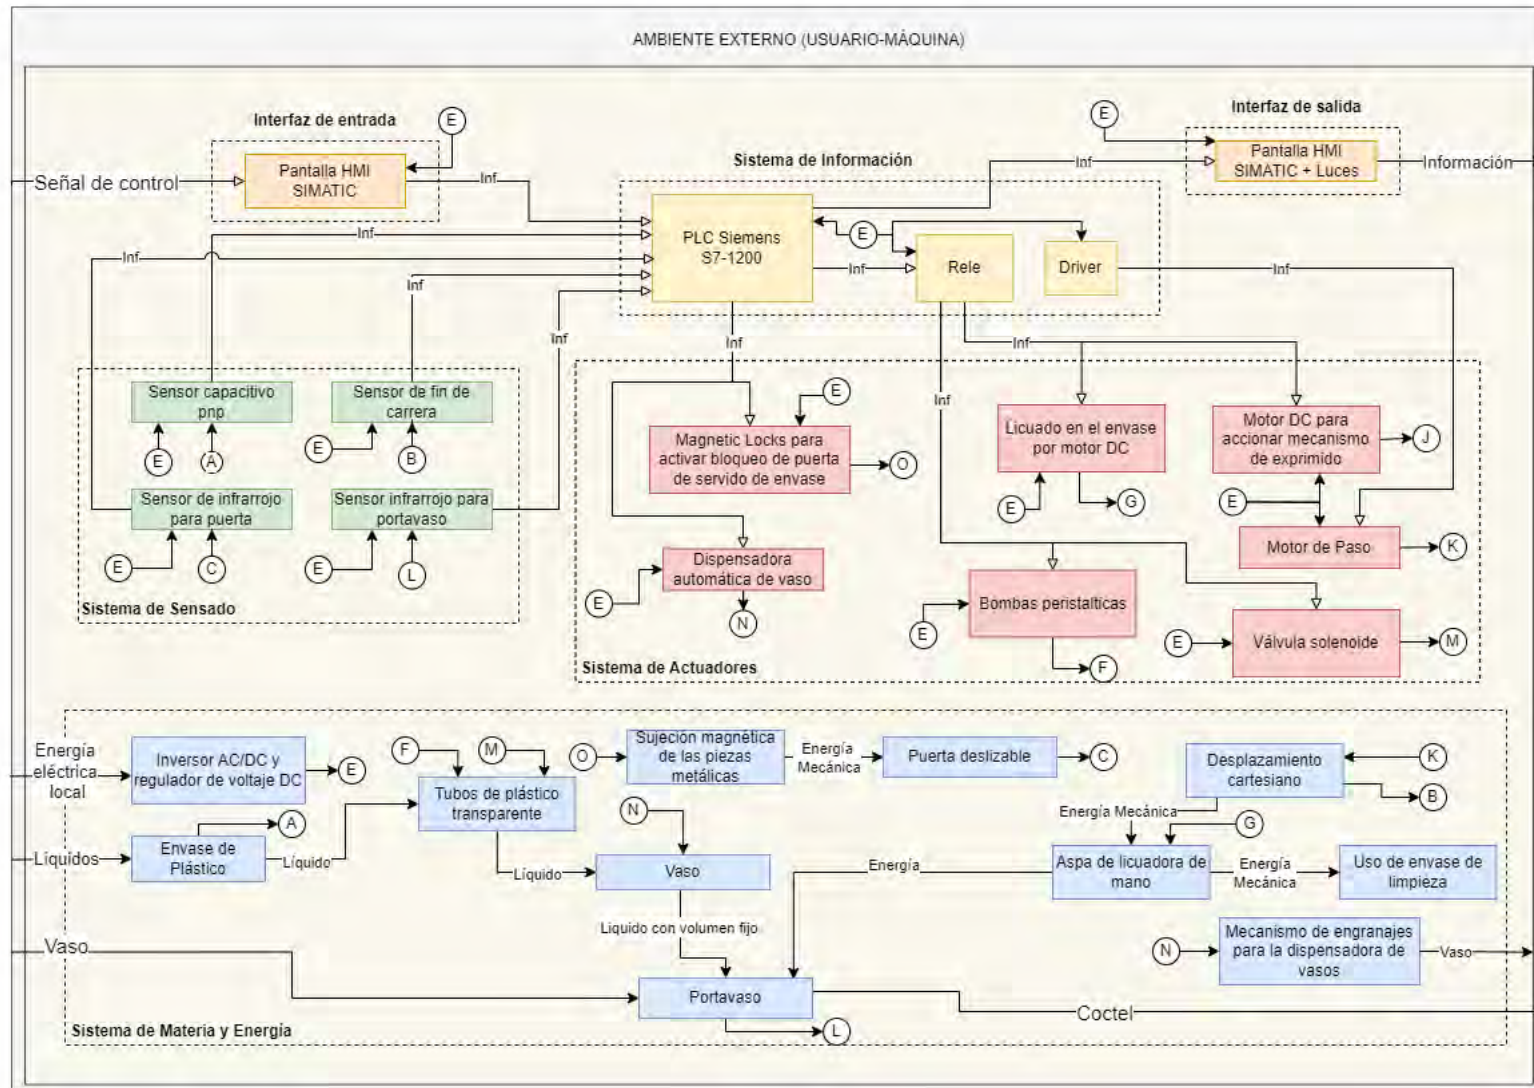 AMBIENTE EXTERNO (USUARIO-MÁQUINA)
Interfaz de entrada
E
Pantalla HMI
SIMATIC
Señal de control
Inf
Sistema de Información
E
Interfaz de salida
Pantalla HMI
SIMATIC + Luces
Inf
Información
PLC Siemens
S7-1200
E
Rele
Driver
Inf
Inf
Inf
Inf
Inf
Inf
Inf
Inf
Inf
Inf
Sensor capacitivo
pnp
E
A
Sensor de fin de
carrera
E
B
Sensor de infrarrojo
para puerta
E
C
Sensor infrarrojo para
portavaso
E
L
Sistema de Sensado
E
Magnetic Locks para
activar bloqueo de puerta
de servido de envase
O
Dispensadora
automática de vaso
E
N
Licuado en el envase
por motor DC
E
G
Motor DC para
accionar mecanismo
de exprimido
J
E
Motor de Paso
K
Bombas peristalticas
E
F
Válvula solenoide
E
M
Sistema de Actuadores
Energía
eléctrica
local
Inversor AC/DC y
regulador de voltaje DC
E
F
M
Tubos de plástico
transparente
O
Sujeción magnética
de las piezas
metálicas
Energía
Mecánica
Puerta deslizable
C
Desplazamiento
cartesiano
K
B
Energía Mecánica
G
Líquidos
Envase de
Plástico
A
Líquido
Líquido
N
Vaso
Energía
Aspa de licuadora de
mano
Energía
Mecánica
Uso de envase de
limpieza
Liquido con volumen fijo
Vaso
N
Mecanismo de engranajes
para la dispensadora de
vasos
Vaso
Portavaso
L
Coctel
Sistema de Materia y Energía